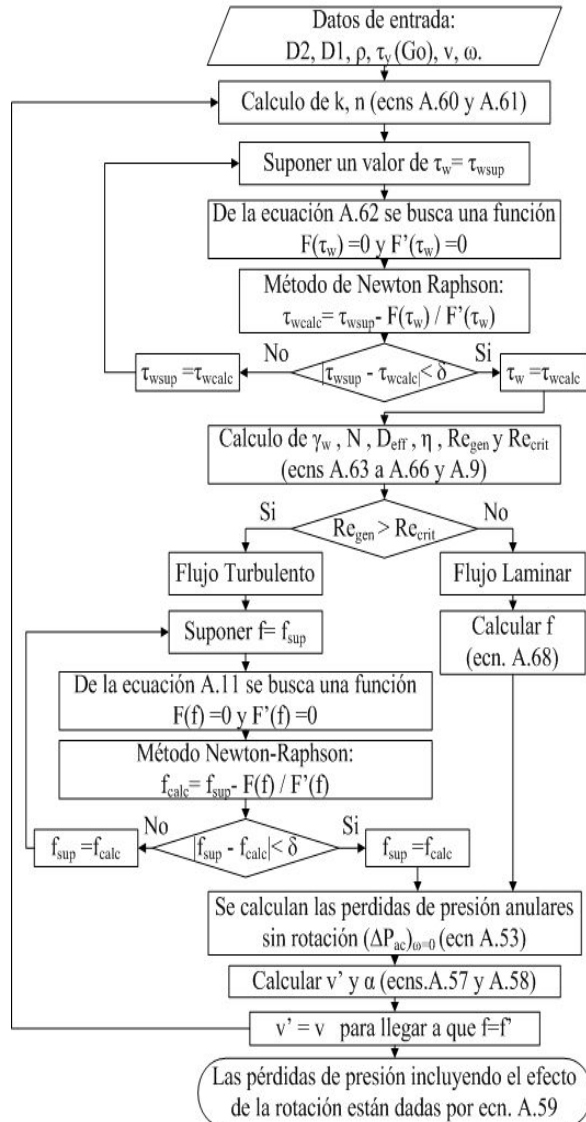 Datos de entrada:
D2, D1, ρ, τy (Go), v, ω.
Calculo de k, n (ecns A.60 y A.61)
Suponer un valor de τw= τwsup
De la ecuación A.62 se busca una función
F(τw) =0 y F’(τw) =0
Método de Newton Raphson:
τwcalc= τwsup- F(τw) / F’(τw)
No
Si
τwsup =τwcalc
|τwsup - τwcalc|< δ
τw =τwcalc
Calculo de γw , N , Deff , η , Regen y Recrit
(ecns A.63 a A.66 y A.9)
Si
No
Regen > Recrit
Flujo Turbulento
Flujo Laminar
Suponer f= fsup
Calcular f
(ecn. A.68)
De la ecuación A.11 se busca una función
F(f) =0 y F’(f) =0
Método Newton-Raphson:
fcalc= fsup- F(f) / F’(f)
No
Si
fsup =fcalc
|fsup - fcalc|< δ
fsup =fcalc
Se calculan las perdidas de presión anulares
sin rotación (ΔPac)ω=0 (ecn A.53)
Calcular v’ y α (ecns.A.57 y A.58)
v’ = v para llegar a que f=f’
Las pérdidas de presión incluyendo el efecto
de la rotación están dadas por ecn. A.59